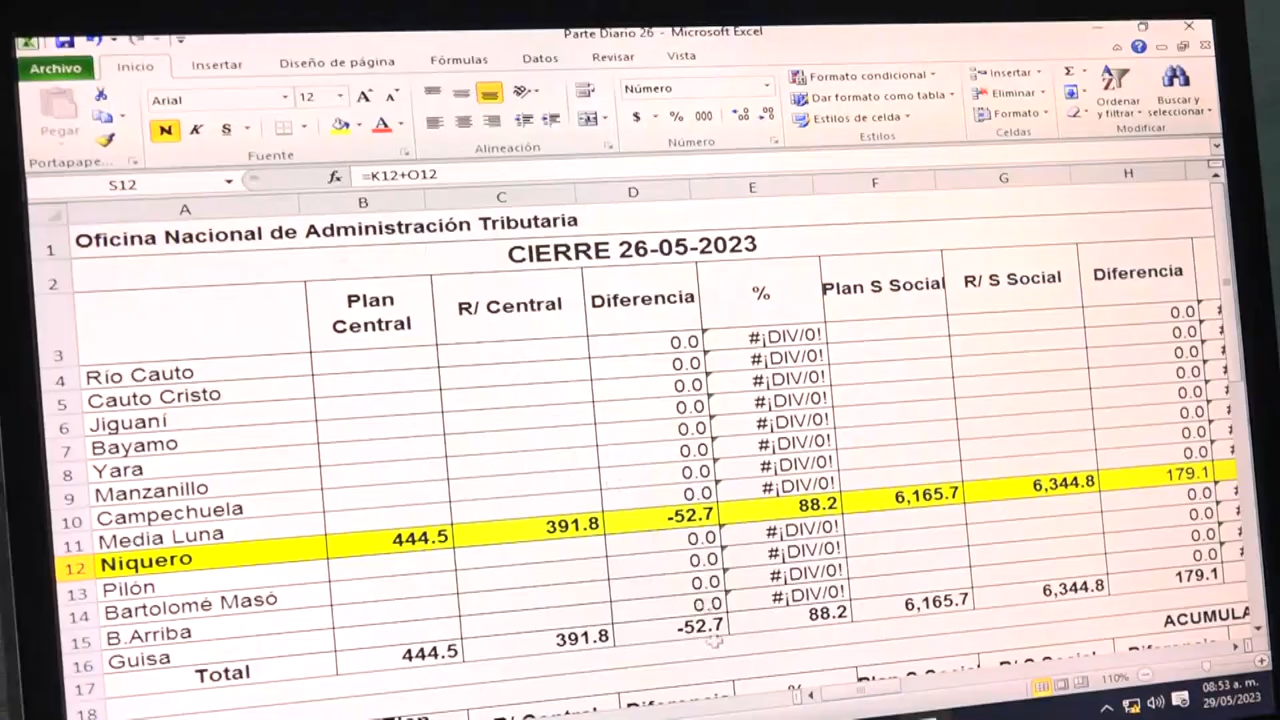 Parte Diario 26 - Microsoft Excel
Archivo Inicio Insertar Diseño de página Fórmulas Datos Revisar Vista
Pegar
Arial 12
N K S
Número
$ % 000
Formato condicional
Dar formato como tabla
Estilos de celda
Insertar
Eliminar
Formato
Σ
Ordenar y filtrar
Buscar y seleccionar
Portapape... Fuente Alineación Número Estilos Celdas Modificar
S12 fx =K12+O12
A B C D E F G H
1 Oficina Nacional de Administración Tributaria
2 CIERRE 26-05-2023
3 Plan Central R/ Central Diferencia % Plan S Social R/ S Social Diferencia
4 Río Cauto 0.0 #¡DIV/0! 0.0
5 Cauto Cristo 0.0 #¡DIV/0! 0.0
6 Jiguaní 0.0 #¡DIV/0! 0.0
7 Bayamo 0.0 #¡DIV/0! 0.0
8 Yara 0.0 #¡DIV/0! 0.0
9 Manzanillo 0.0 #¡DIV/0! 0.0
10 Campechuela 0.0 #¡DIV/0! 0.0
11 Media Luna 0.0 #¡DIV/0! 0.0
12 Niquero 444.5 391.8 -52.7 88.2 6,165.7 6,344.8 179.1
13 Pilón 0.0 #¡DIV/0! 0.0
14 Bartolomé Masó 0.0 #¡DIV/0! 0.0
15 B.Arriba 0.0 #¡DIV/0! 0.0
16 Guisa 0.0 #¡DIV/0! 0.0
17 Total 444.5 391.8 -52.7 88.2 6,165.7 6,344.8 179.1
18 ACUMULA
110%
08:53 a. m.
29/05/2023